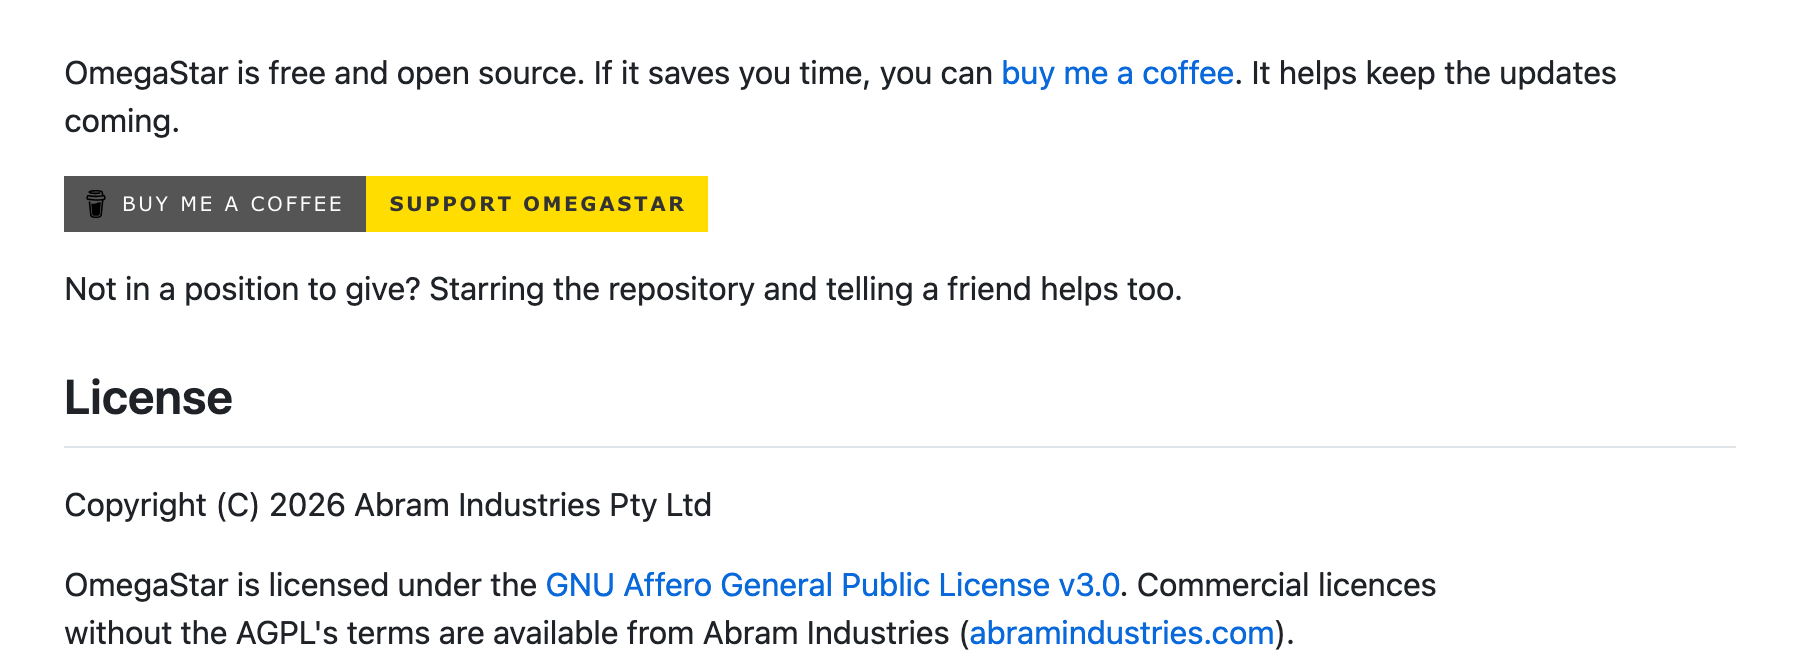 OmegaStar is free and open source. If it saves you time, you can buy me a coffee. It helps keep the updates
coming.
BUY ME A COFFEE SUPPORT OMEGASTAR
Not in a position to give? Starring the repository and telling a friend helps too.
License
Copyright (C) 2026 Abram Industries Pty Ltd
OmegaStar is licensed under the GNU Affero General Public License v3.0. Commercial licences
without the AGPL's terms are available from Abram Industries (abramindustries.com).